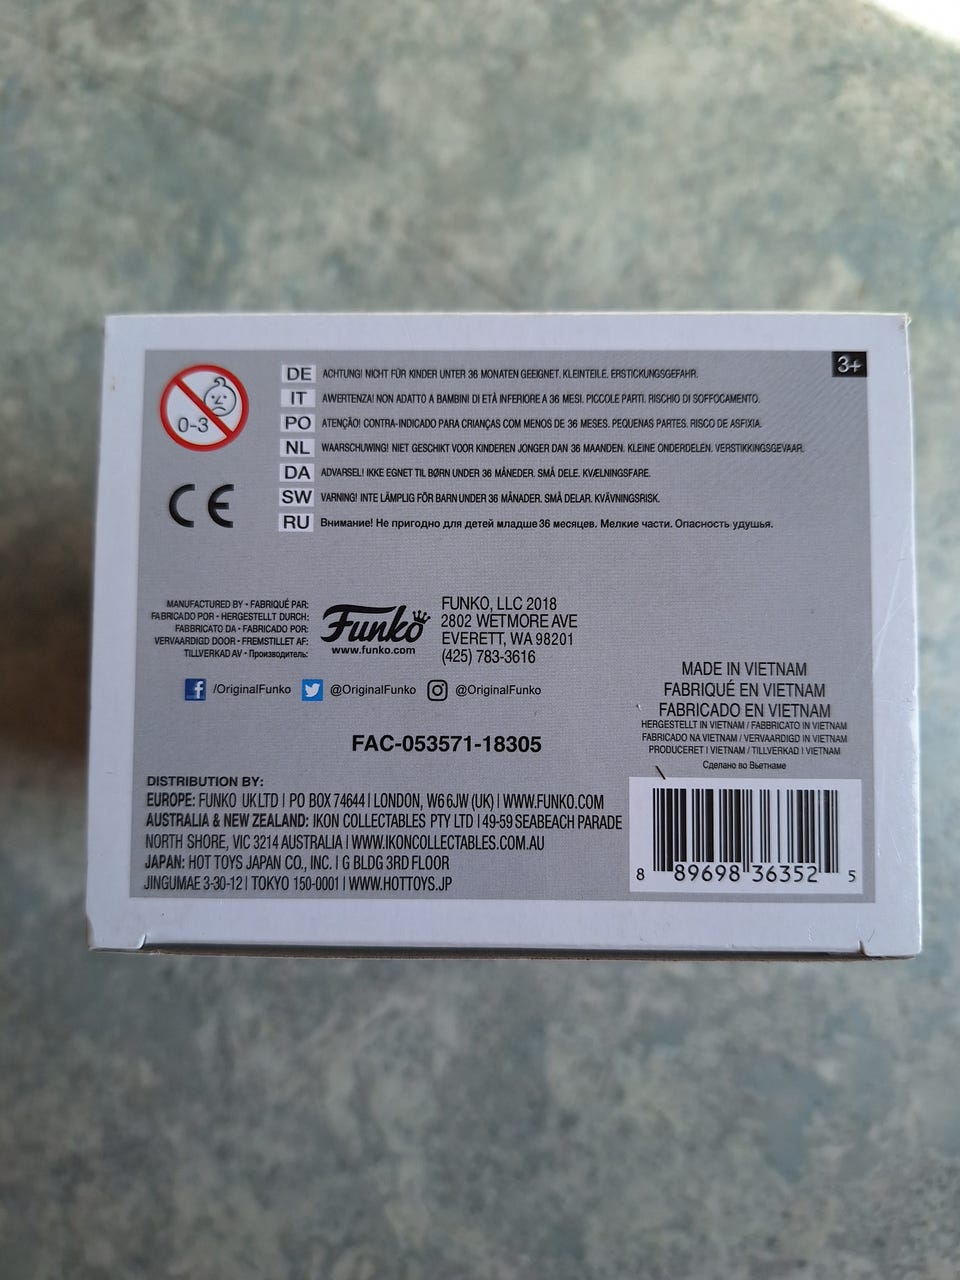 3+
0-3
DE ACHTUNG! NICHT FÜR KINDER UNTER 36 MONATEN GEEIGNET. KLEINTEILE. ERSTICKUNGSGEFAHR.
IT AWERTENZA! NON ADATTO A BAMBINI DI ETÀ INFERIORE A 36 MESI. PICCOLE PARTI. RISCHIO DI SOFFOCAMENTO.
PO ATENÇÃO! CONTRA-INDICADO PARA CRIANÇAS COM MENOS DE 36 MESES. PEQUENAS PARTES. RISCO DE ASFIXIA.
NL WAARSCHUWING! NIET GESCHIKT VOOR KINDEREN JONGER DAN 36 MAANDEN. KLEINE ONDERDELEN. VERSTIKKINGSGEVAAR.
DA ADVARSEL! IKKE EGNET TIL BØRN UNDER 36 MÅNEDER. SMÅ DELE. KVÆLNINGSFARE.
SW VARNING! INTE LÄMPLIG FÖR BARN UNDER 36 MÅNADER. SMÅ DELAR. KVÄVNINGSRISK.
RU Внимание! Не пригодно для детей младше 36 месяцев. Мелкие части. Опасность удушья.
CE
MANUFACTURED BY • FABRIQUÉ PAR:
FABRICADO POR • HERGESTELLT DURCH:
FABBRICATO DA • FABRICADO POR:
VERVAARDIGD DOOR • FREMSTILLET AF:
TILLVERKAD AV • Производитель:
Funko
www.funko.com
FUNKO, LLC 2018
2802 WETMORE AVE
EVERETT, WA 98201
(425) 783-3616
/OriginalFunko @OriginalFunko @OriginalFunko
FAC-053571-18305
MADE IN VIETNAM
FABRIQUÉ EN VIETNAM
FABRICADO EN VIETNAM
HERGESTELLT IN VIETNAM / FABBRICATO IN VIETNAM
FABRICADO NA VIETNAM / VERVAARDIGD IN VIETNAM
PRODUCERET I VIETNAM / TILLVERKAD I VIETNAM
Сделано во Вьетнаме
DISTRIBUTION BY:
EUROPE: FUNKO UK LTD | PO BOX 74644 | LONDON, W6 6JW (UK) | WWW.FUNKO.COM
AUSTRALIA & NEW ZEALAND: IKON COLLECTABLES PTY LTD | 49-59 SEABEACH PARADE
NORTH SHORE, VIC 3214 AUSTRALIA | WWW.IKONCOLLECTABLES.COM.AU
JAPAN: HOT TOYS JAPAN CO., INC. | G BLDG 3RD FLOOR
JINGUMAE 3-30-12 | TOKYO 150-0001 | WWW.HOTTOYS.JP
8 89698 36352 5